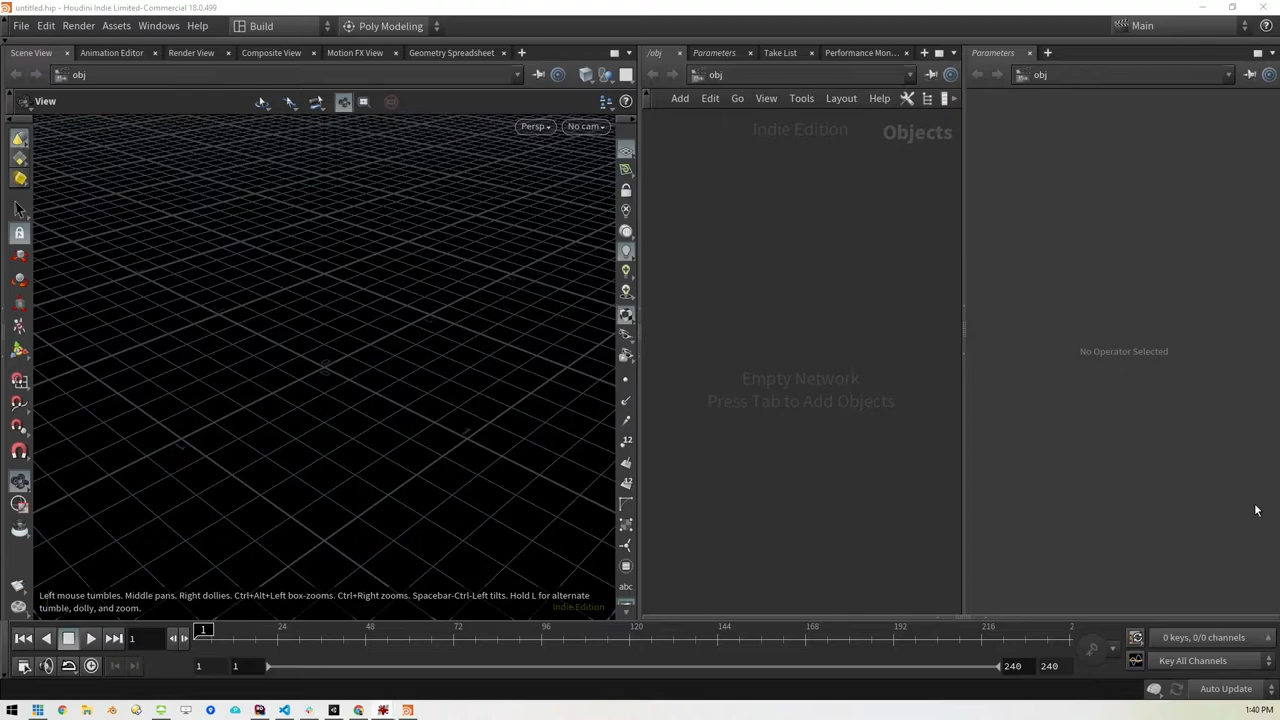 untitled.hip - Houdini Indie Limited-Commercial 18.0.499
File Edit Render Assets Windows Help Build Poly Modeling Main
Scene View Animation Editor Render View Composite View Motion FX View Geometry Spreadsheet
/obj Parameters Take List Performance Mon...
Parameters
obj
obj
obj
View
Add Edit Go View Tools Layout Help
Persp No cam
Indie Edition Objects
Empty Network
Press Tab to Add Objects
No Operator Selected
12
12
abc
Left mouse tumbles. Middle pans. Right dollies. Ctrl+Alt+Left box-zooms. Ctrl+Right zooms. Spacebar-Ctrl-Left tilts. Hold L for alternate
tumble, dolly, and zoom.
Indie Edition
1 1 24 48 72 96 120 144 168 192 216 2
0 keys, 0/0 channels
1 1 240 240
Key All Channels
Auto Update
1:40 PM